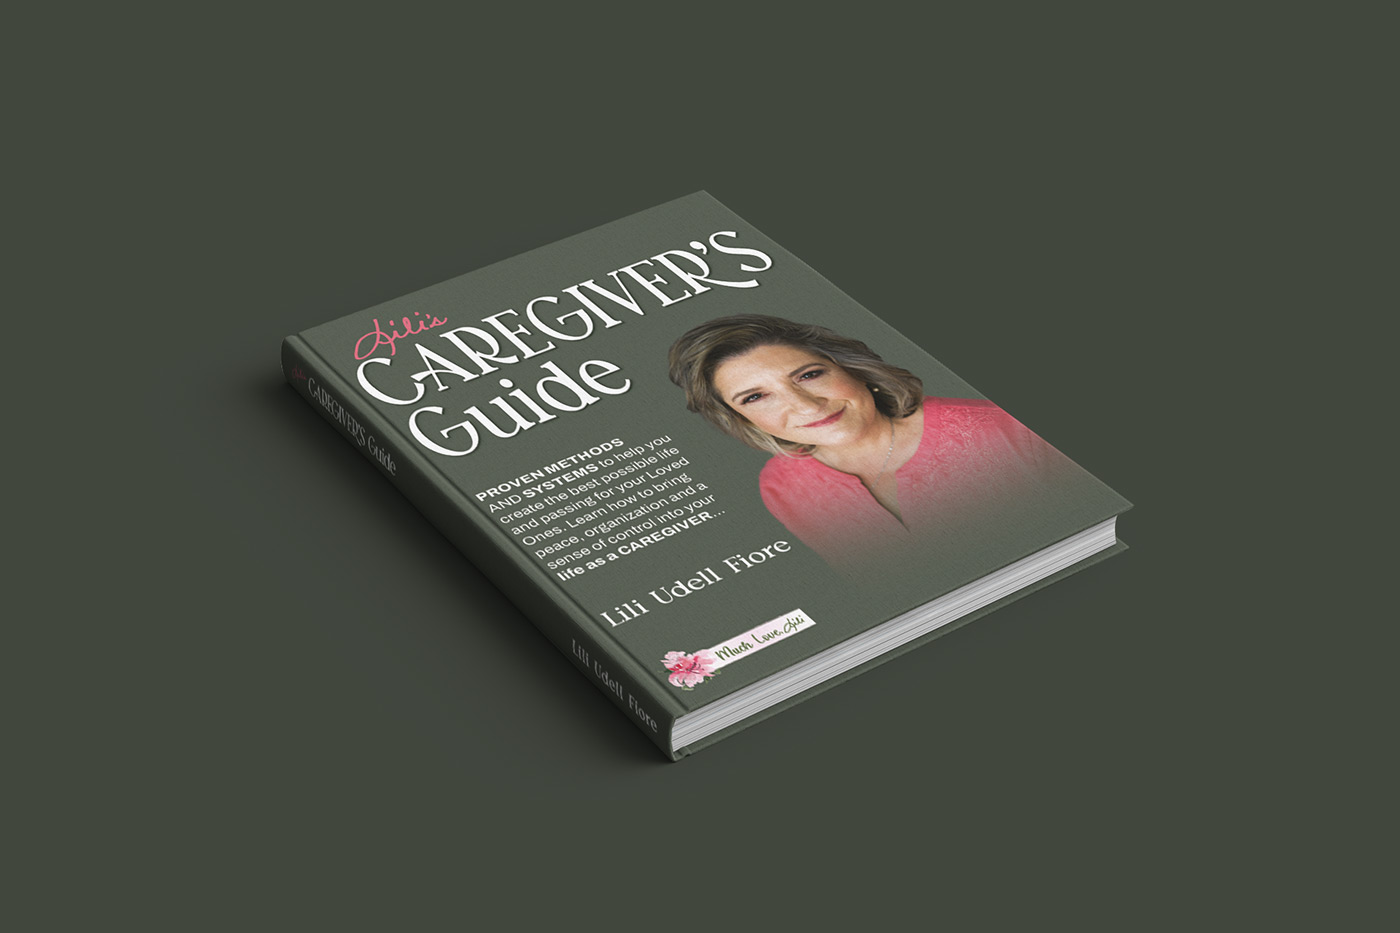 Lili's
CAREGIVER'S
Guide
PROVEN METHODS
AND SYSTEMS to help you
create the best possible life
and passing for your Loved
Ones. Learn how to bring
peace, organization and a
sense of control into your
life as a CAREGIVER...
Lili Udell Fiore
Much Love, Lili
Lili's CAREGIVER'S Guide
Lili Udell Fiore